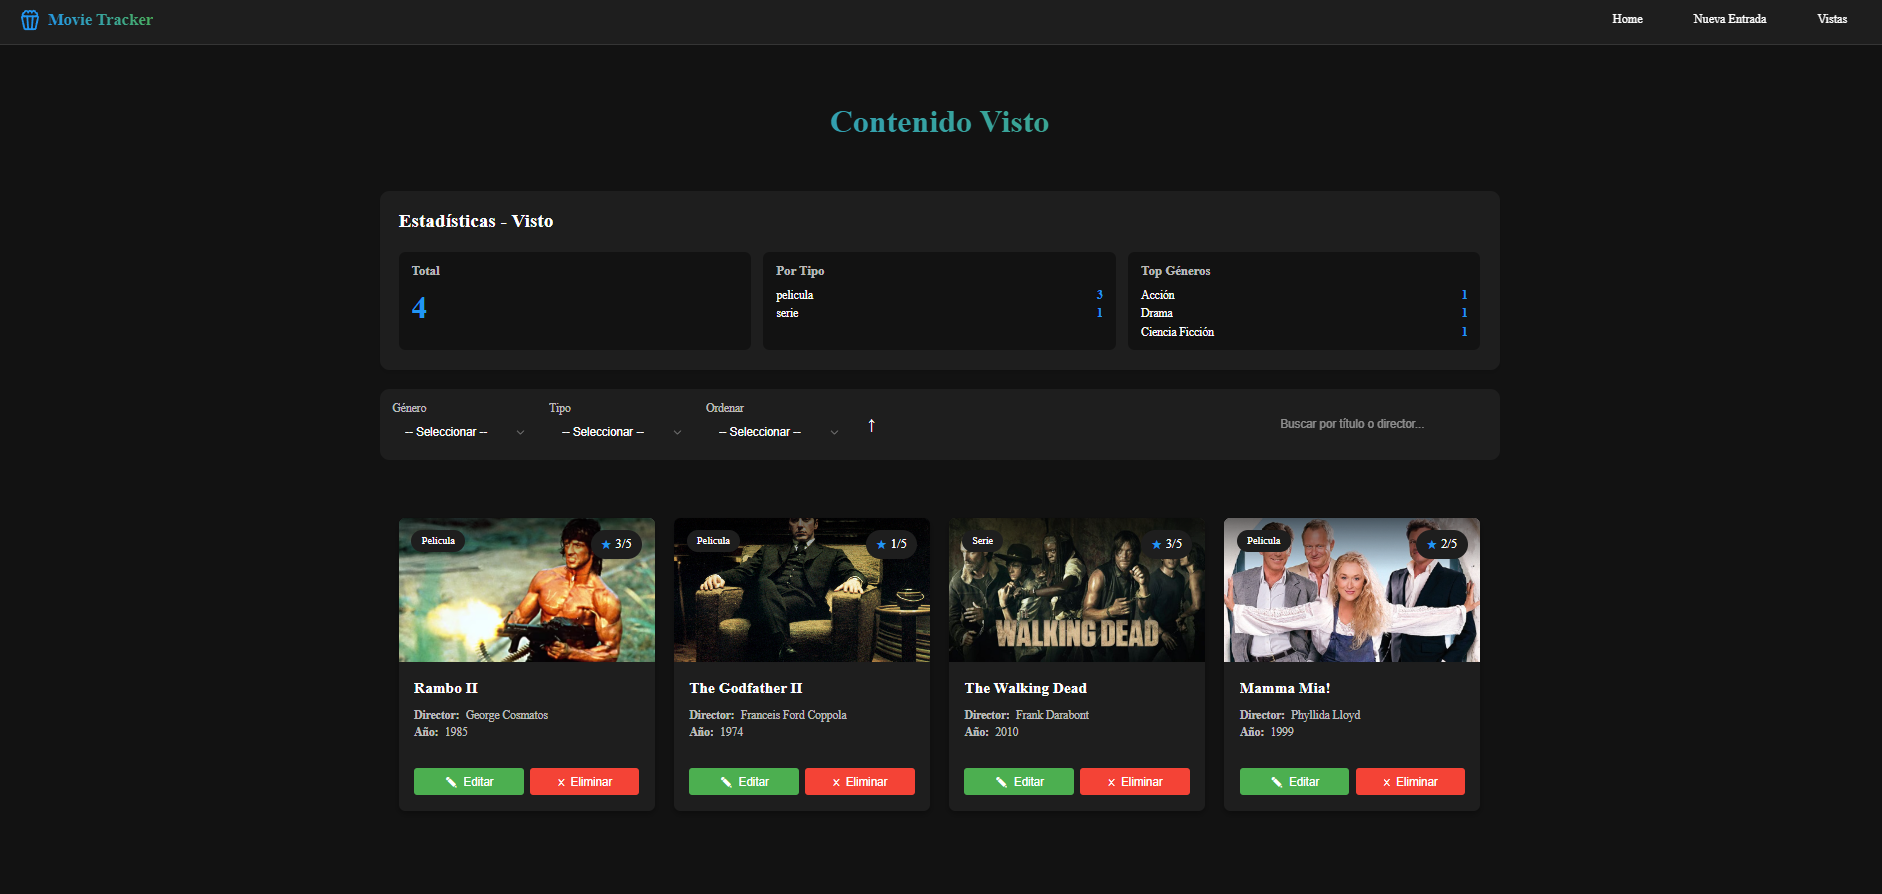 Movie Tracker
Home
Nueva Entrada
Vistas
Contenido Visto
Estadísticas - Visto
Total
4
Por Tipo
pelicula 3
serie 1
Top Géneros
Acción 1
Drama 1
Ciencia Ficción 1
Género
-- Seleccionar --
Tipo
-- Seleccionar --
Ordenar
-- Seleccionar --
↑
Buscar por título o director...
Pelicula
★ 3/5
Rambo II
Director: George Cosmatos
Año: 1985
Editar
× Eliminar
Pelicula
★ 1/5
The Godfather II
Director: Franceis Ford Coppola
Año: 1974
Editar
× Eliminar
Serie
★ 3/5
WALKING DEAD
The Walking Dead
Director: Frank Darabont
Año: 2010
Editar
× Eliminar
Pelicula
★ 2/5
Mamma Mia!
Director: Phyllida Lloyd
Año: 1999
Editar
× Eliminar